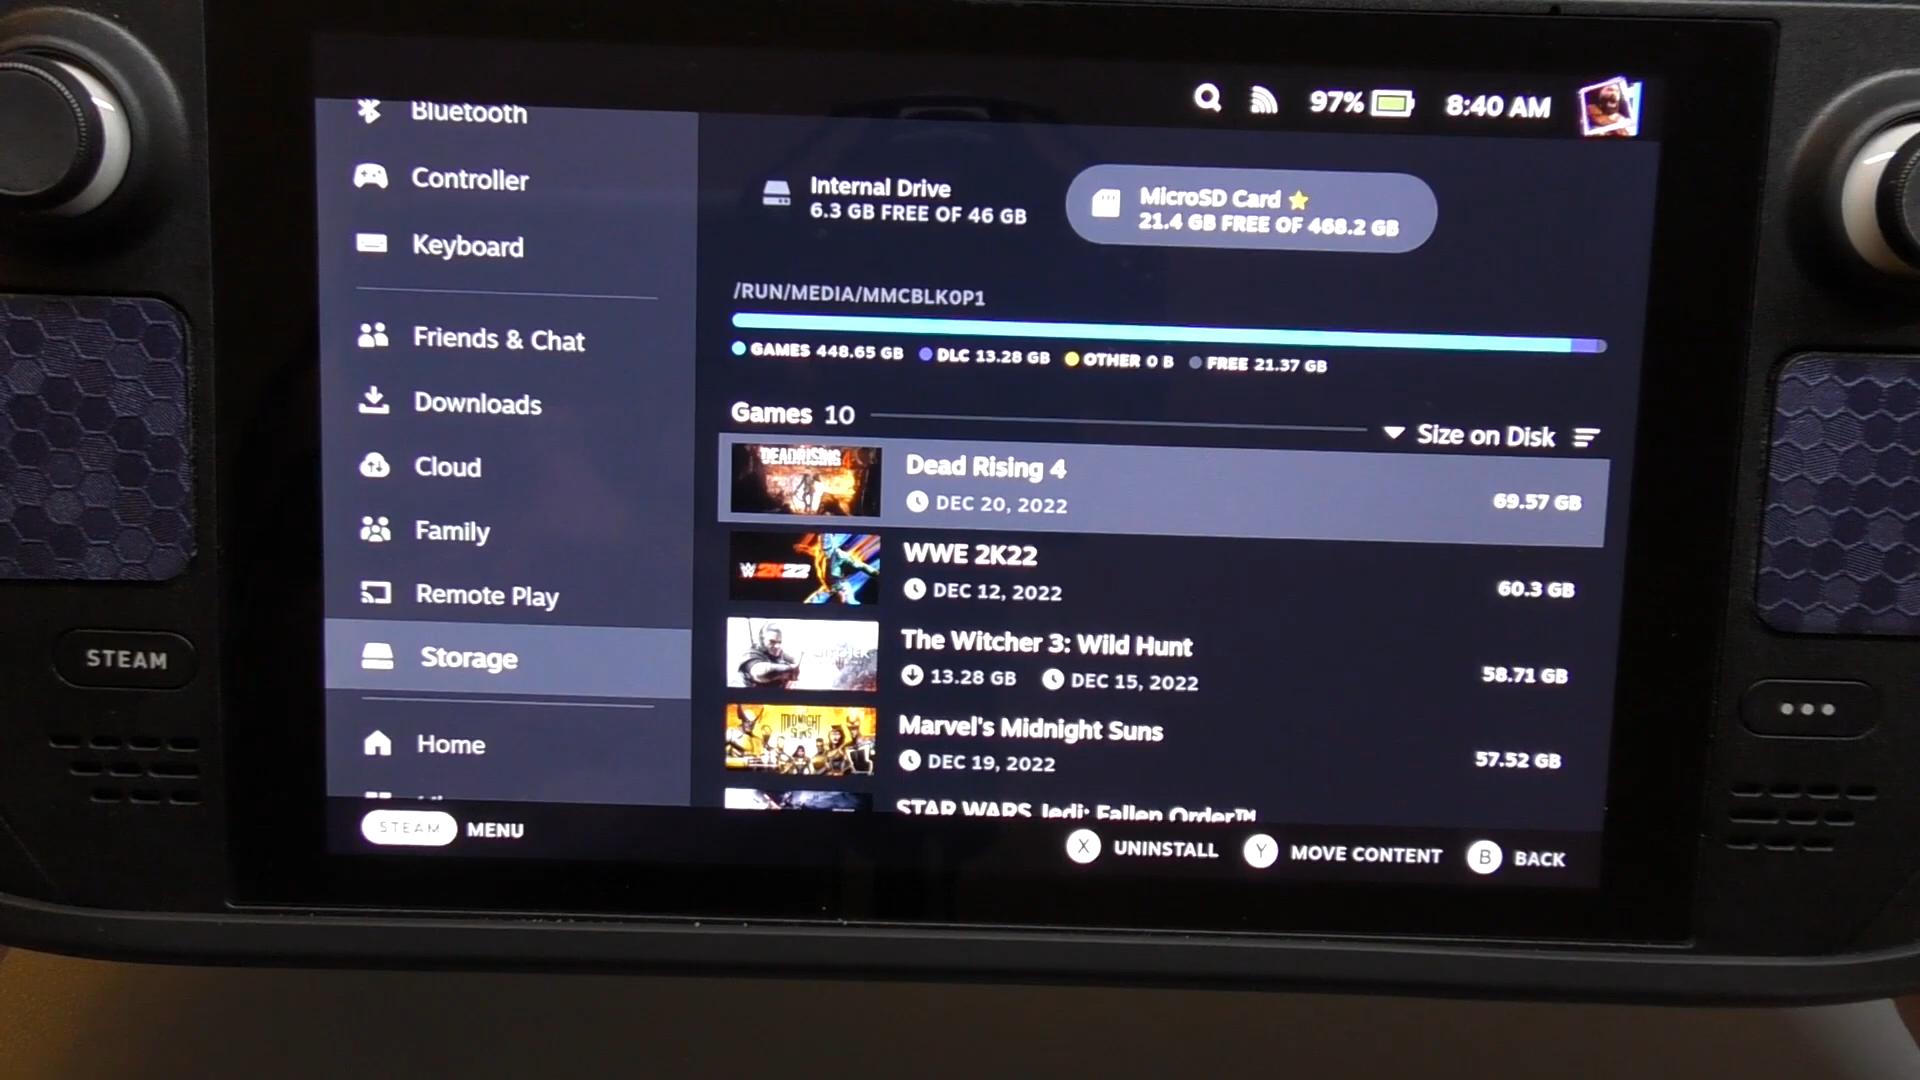 97% 8:40 AM
Bluetooth
Controller
Keyboard
Friends & Chat
Downloads
Cloud
Family
Remote Play
Storage
Home
Internal Drive
6.3 GB FREE OF 46 GB
MicroSD Card
21.4 GB FREE OF 468.2 GB
/RUN/MEDIA/MMCBLK0P1
GAMES 448.65 GB DLC 13.28 GB OTHER 0 B FREE 21.37 GB
Games 10
Size on Disk
DEADRISING 4
Dead Rising 4
DEC 20, 2022
69.57 GB
W 2K22
WWE 2K22
DEC 12, 2022
60.3 GB
The Witcher 3: Wild Hunt
13.28 GB DEC 15, 2022
58.71 GB
MIDNIGHT SUNS
Marvel's Midnight Suns
DEC 19, 2022
57.52 GB
STAR WARS Jedi: Fallen Order™
STEAM MENU
X UNINSTALL Y MOVE CONTENT B BACK
STEAM